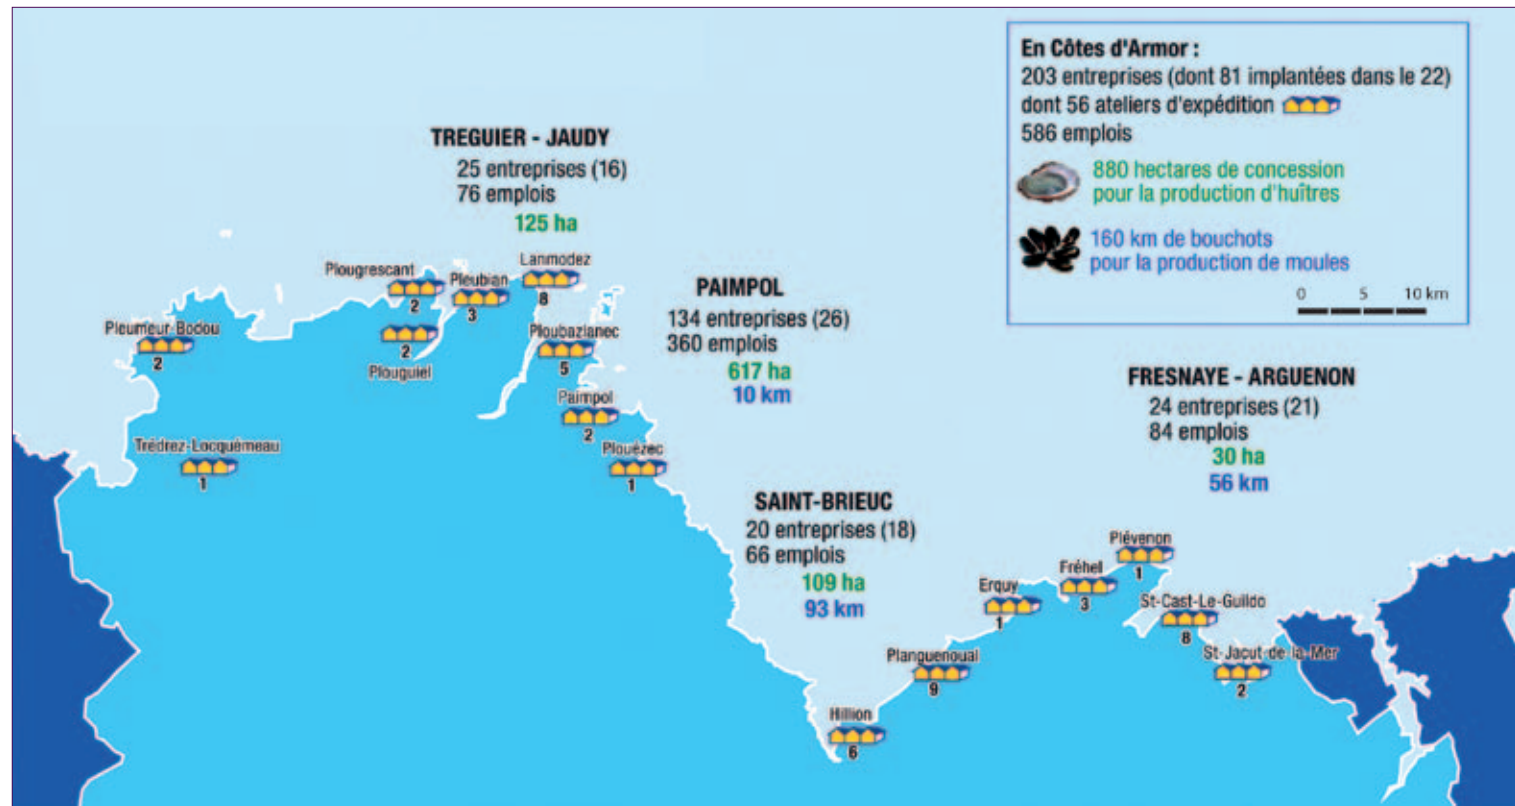 En Côtes d'Armor :
203 entreprises (dont 81 implantées dans le 22)
dont 56 ateliers d'expédition
586 emplois
880 hectares de concession
pour la production d'huîtres
160 km de bouchots
pour la production de moules
0 5 10 km
TREGUIER - JAUDY
25 entreprises (16)
76 emplois
125 ha
PAIMPOL
134 entreprises (26)
360 emplois
617 ha
10 km
FRESNAYE - ARGUENON
24 entreprises (21)
84 emplois
30 ha
56 km
SAINT-BRIEUC
20 entreprises (18)
66 emplois
109 ha
93 km
Pleumeur-Bodou
2
Trédrez-Locquémeau
1
Plougrescant
2
2
Plouguiel
Pleubian
3
Lanmodez
8
Ploubazlanec
5
Paimpol
2
Plouézec
1
Hillion
6
Planguenoual
9
Erquy
1
Fréhel
3
Plévenon
1
St-Cast-Le-Guildo
8
St-Jacut-de-la-Mer
2